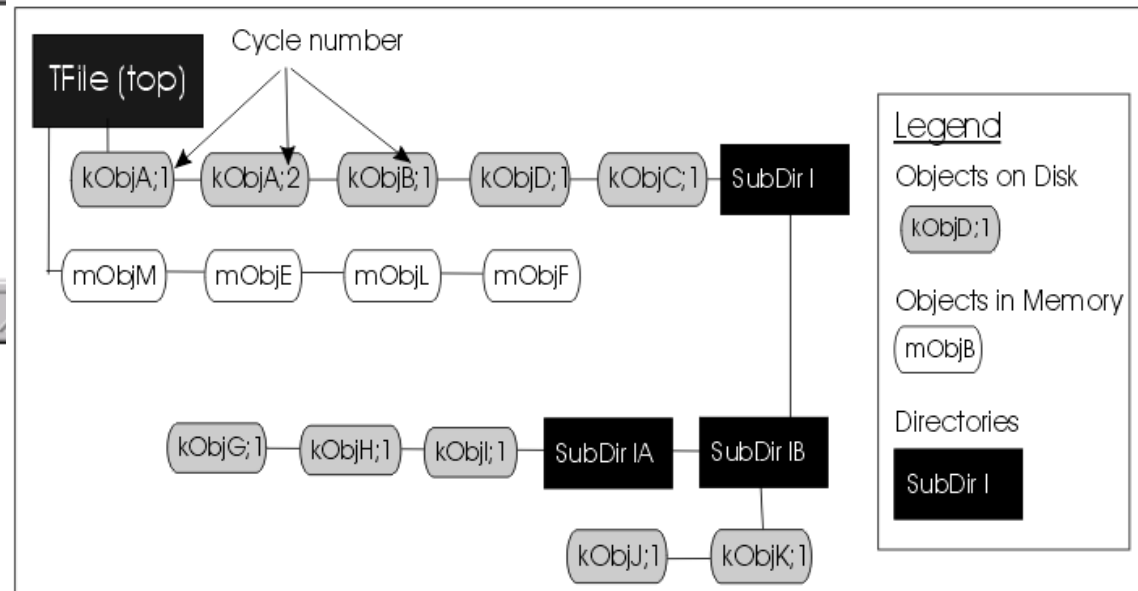 Cycle number
TFile (top)
kObjA;1 kObjA;2 kObjB;1 kObjD;1 kObjC;1 SubDir I
mObjM mObjE mObjL mObjF
kObjG;1 kObjH;1 kObjI;1 SubDir IA SubDir IB
kObjJ;1 kObjK;1
Legend
Objects on Disk
kObjD;1
Objects in Memory
mObjB
Directories
SubDir I